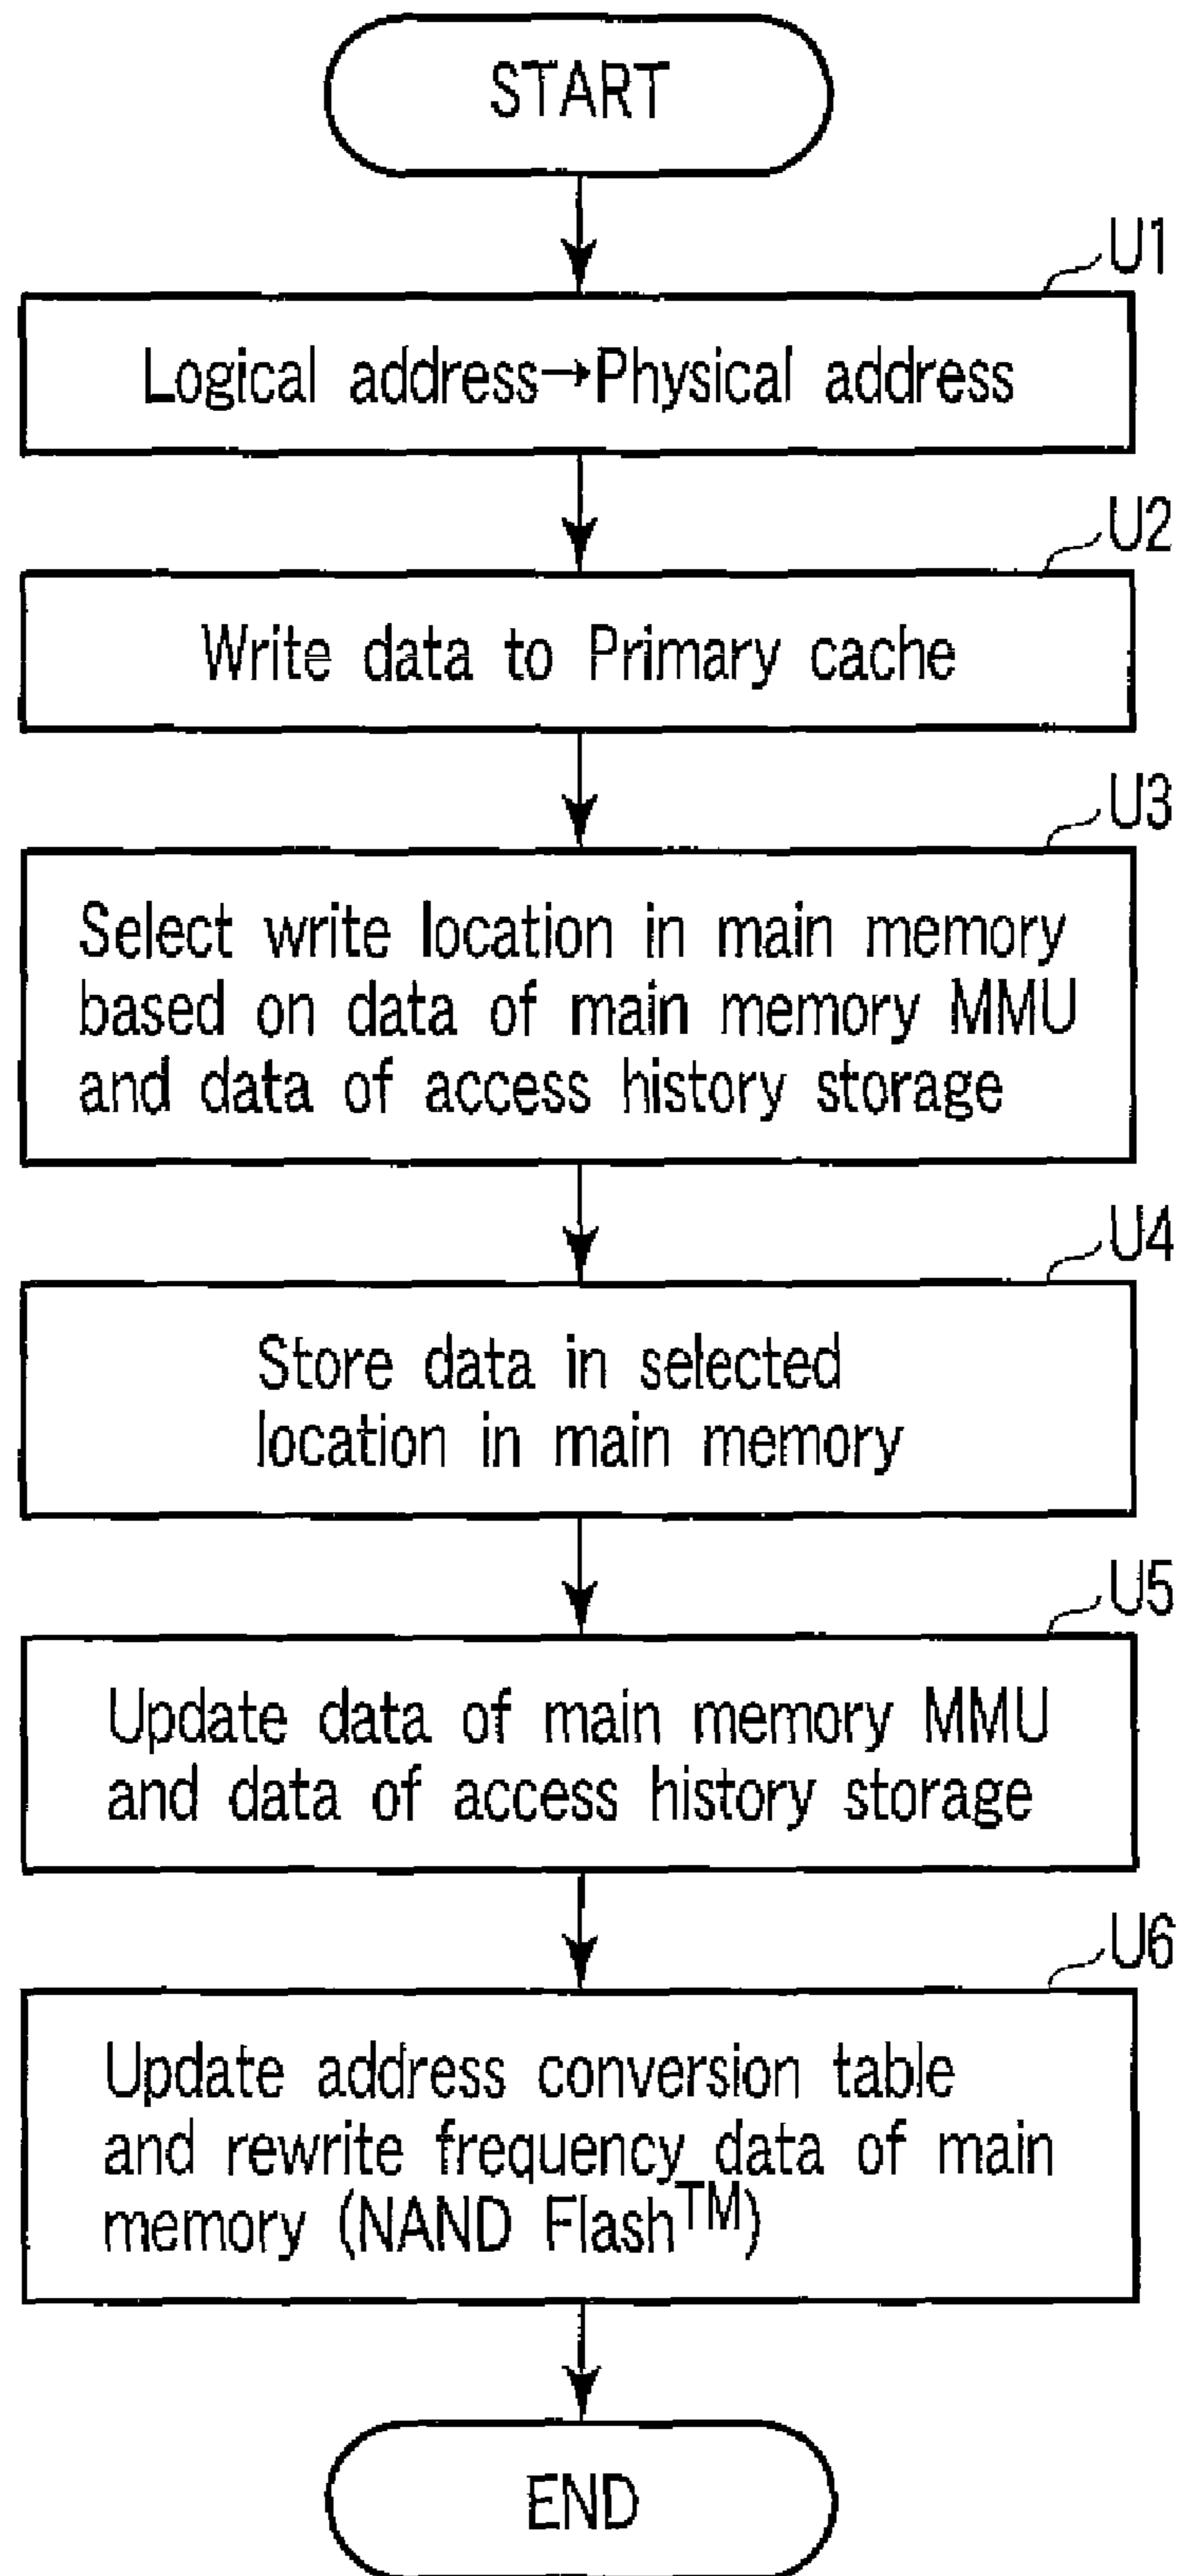 START
U1
Logical address→Physical address
U2
Write data to Primary cache
U3
Select write location in main memory
based on data of main memory MMU
and data of access history storage
U4
Store data in selected
location in main memory
U5
Update data of main memory MMU
and data of access history storage
U6
Update address conversion table
and rewrite frequency data of main
memory (NAND Flash™)
END